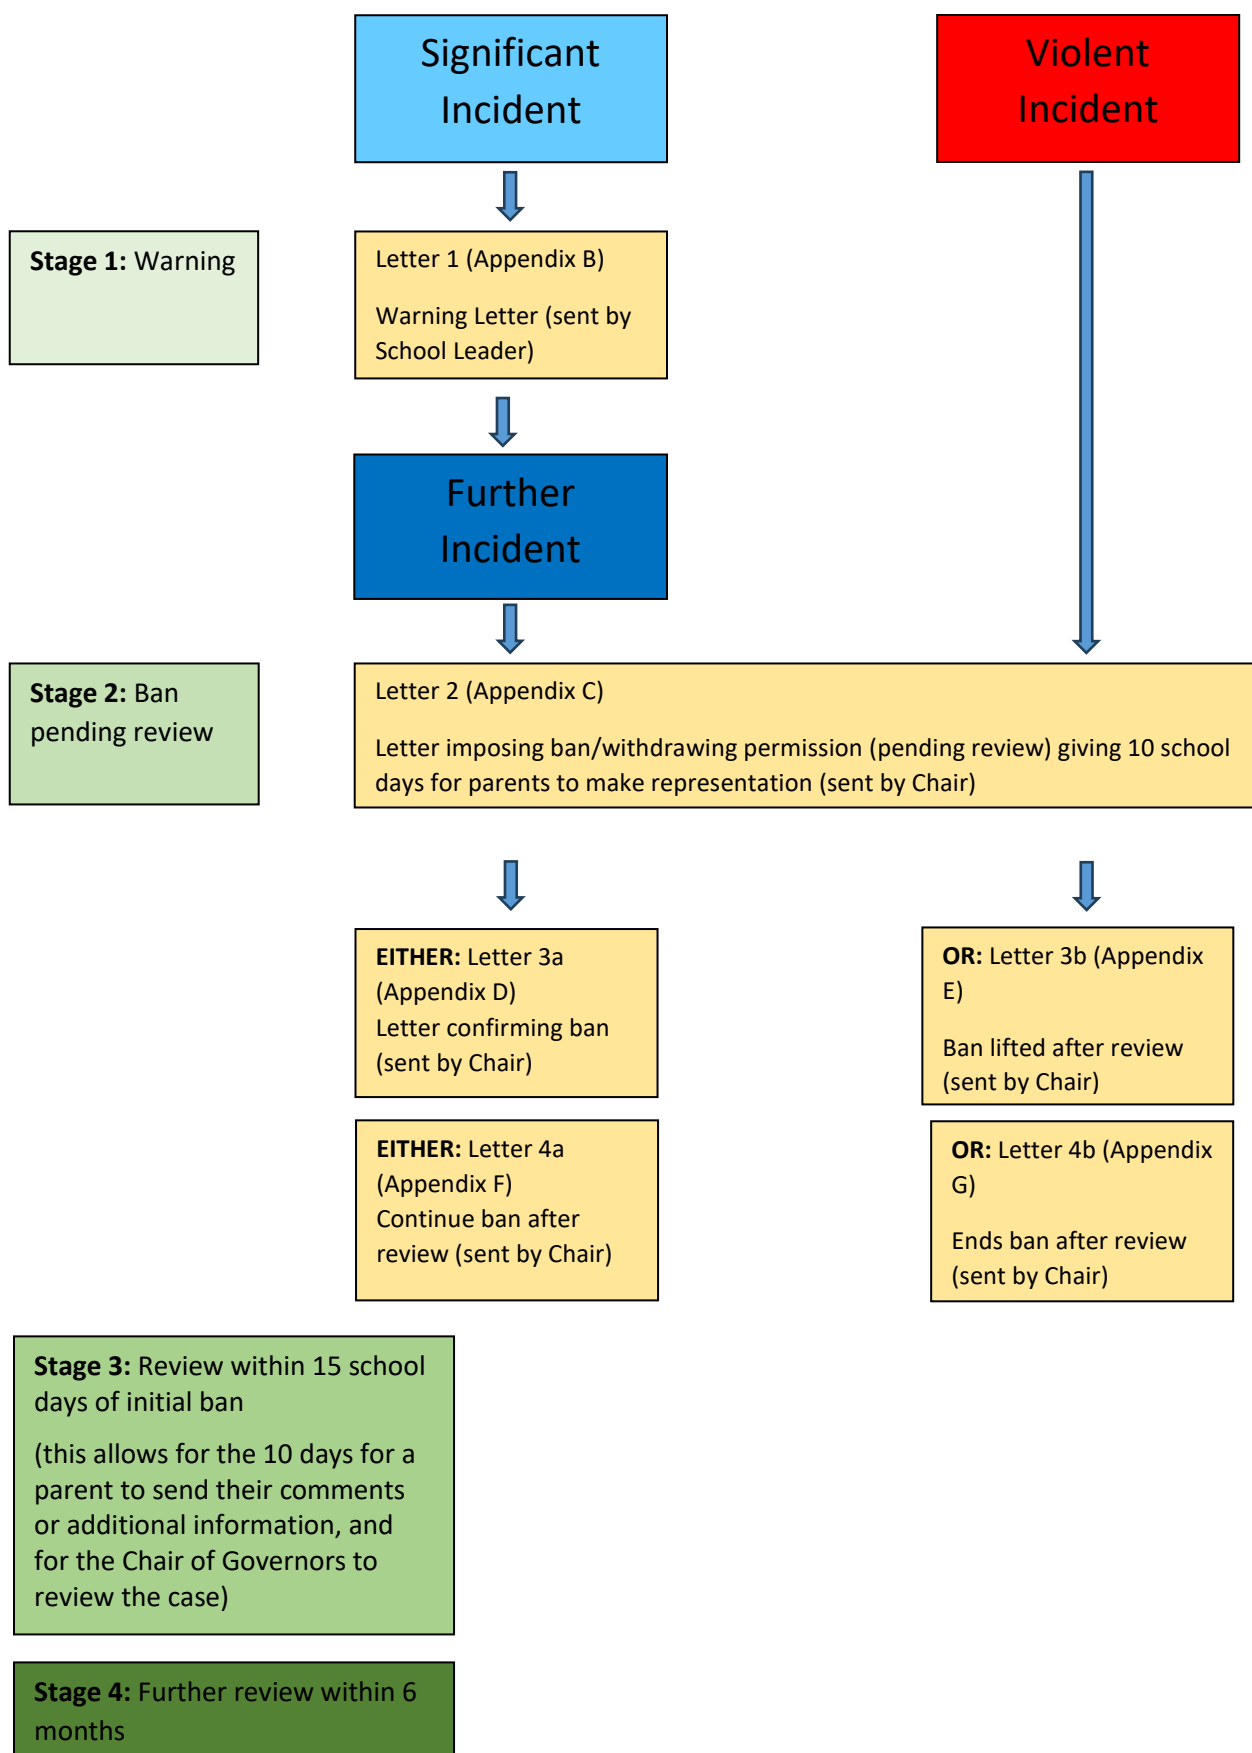 Significant
Incident
Violent
Incident
Stage 1: Warning
Letter 1 (Appendix B)
Warning Letter (sent by
School Leader)
Further
Incident
Stage 2: Ban
pending review
Letter 2 (Appendix C)
Letter imposing ban/withdrawing permission (pending review) giving 10 school
days for parents to make representation (sent by Chair)
EITHER: Letter 3a
(Appendix D)
Letter confirming ban
(sent by Chair)
OR: Letter 3b (Appendix
E)
Ban lifted after review
(sent by Chair)
EITHER: Letter 4a
(Appendix F)
Continue ban after
review (sent by Chair)
OR: Letter 4b (Appendix
G)
Ends ban after review
(sent by Chair)
Stage 3: Review within 15 school
days of initial ban
(this allows for the 10 days for a
parent to send their comments
or additional information, and
for the Chair of Governors to
review the case)
Stage 4: Further review within 6
months